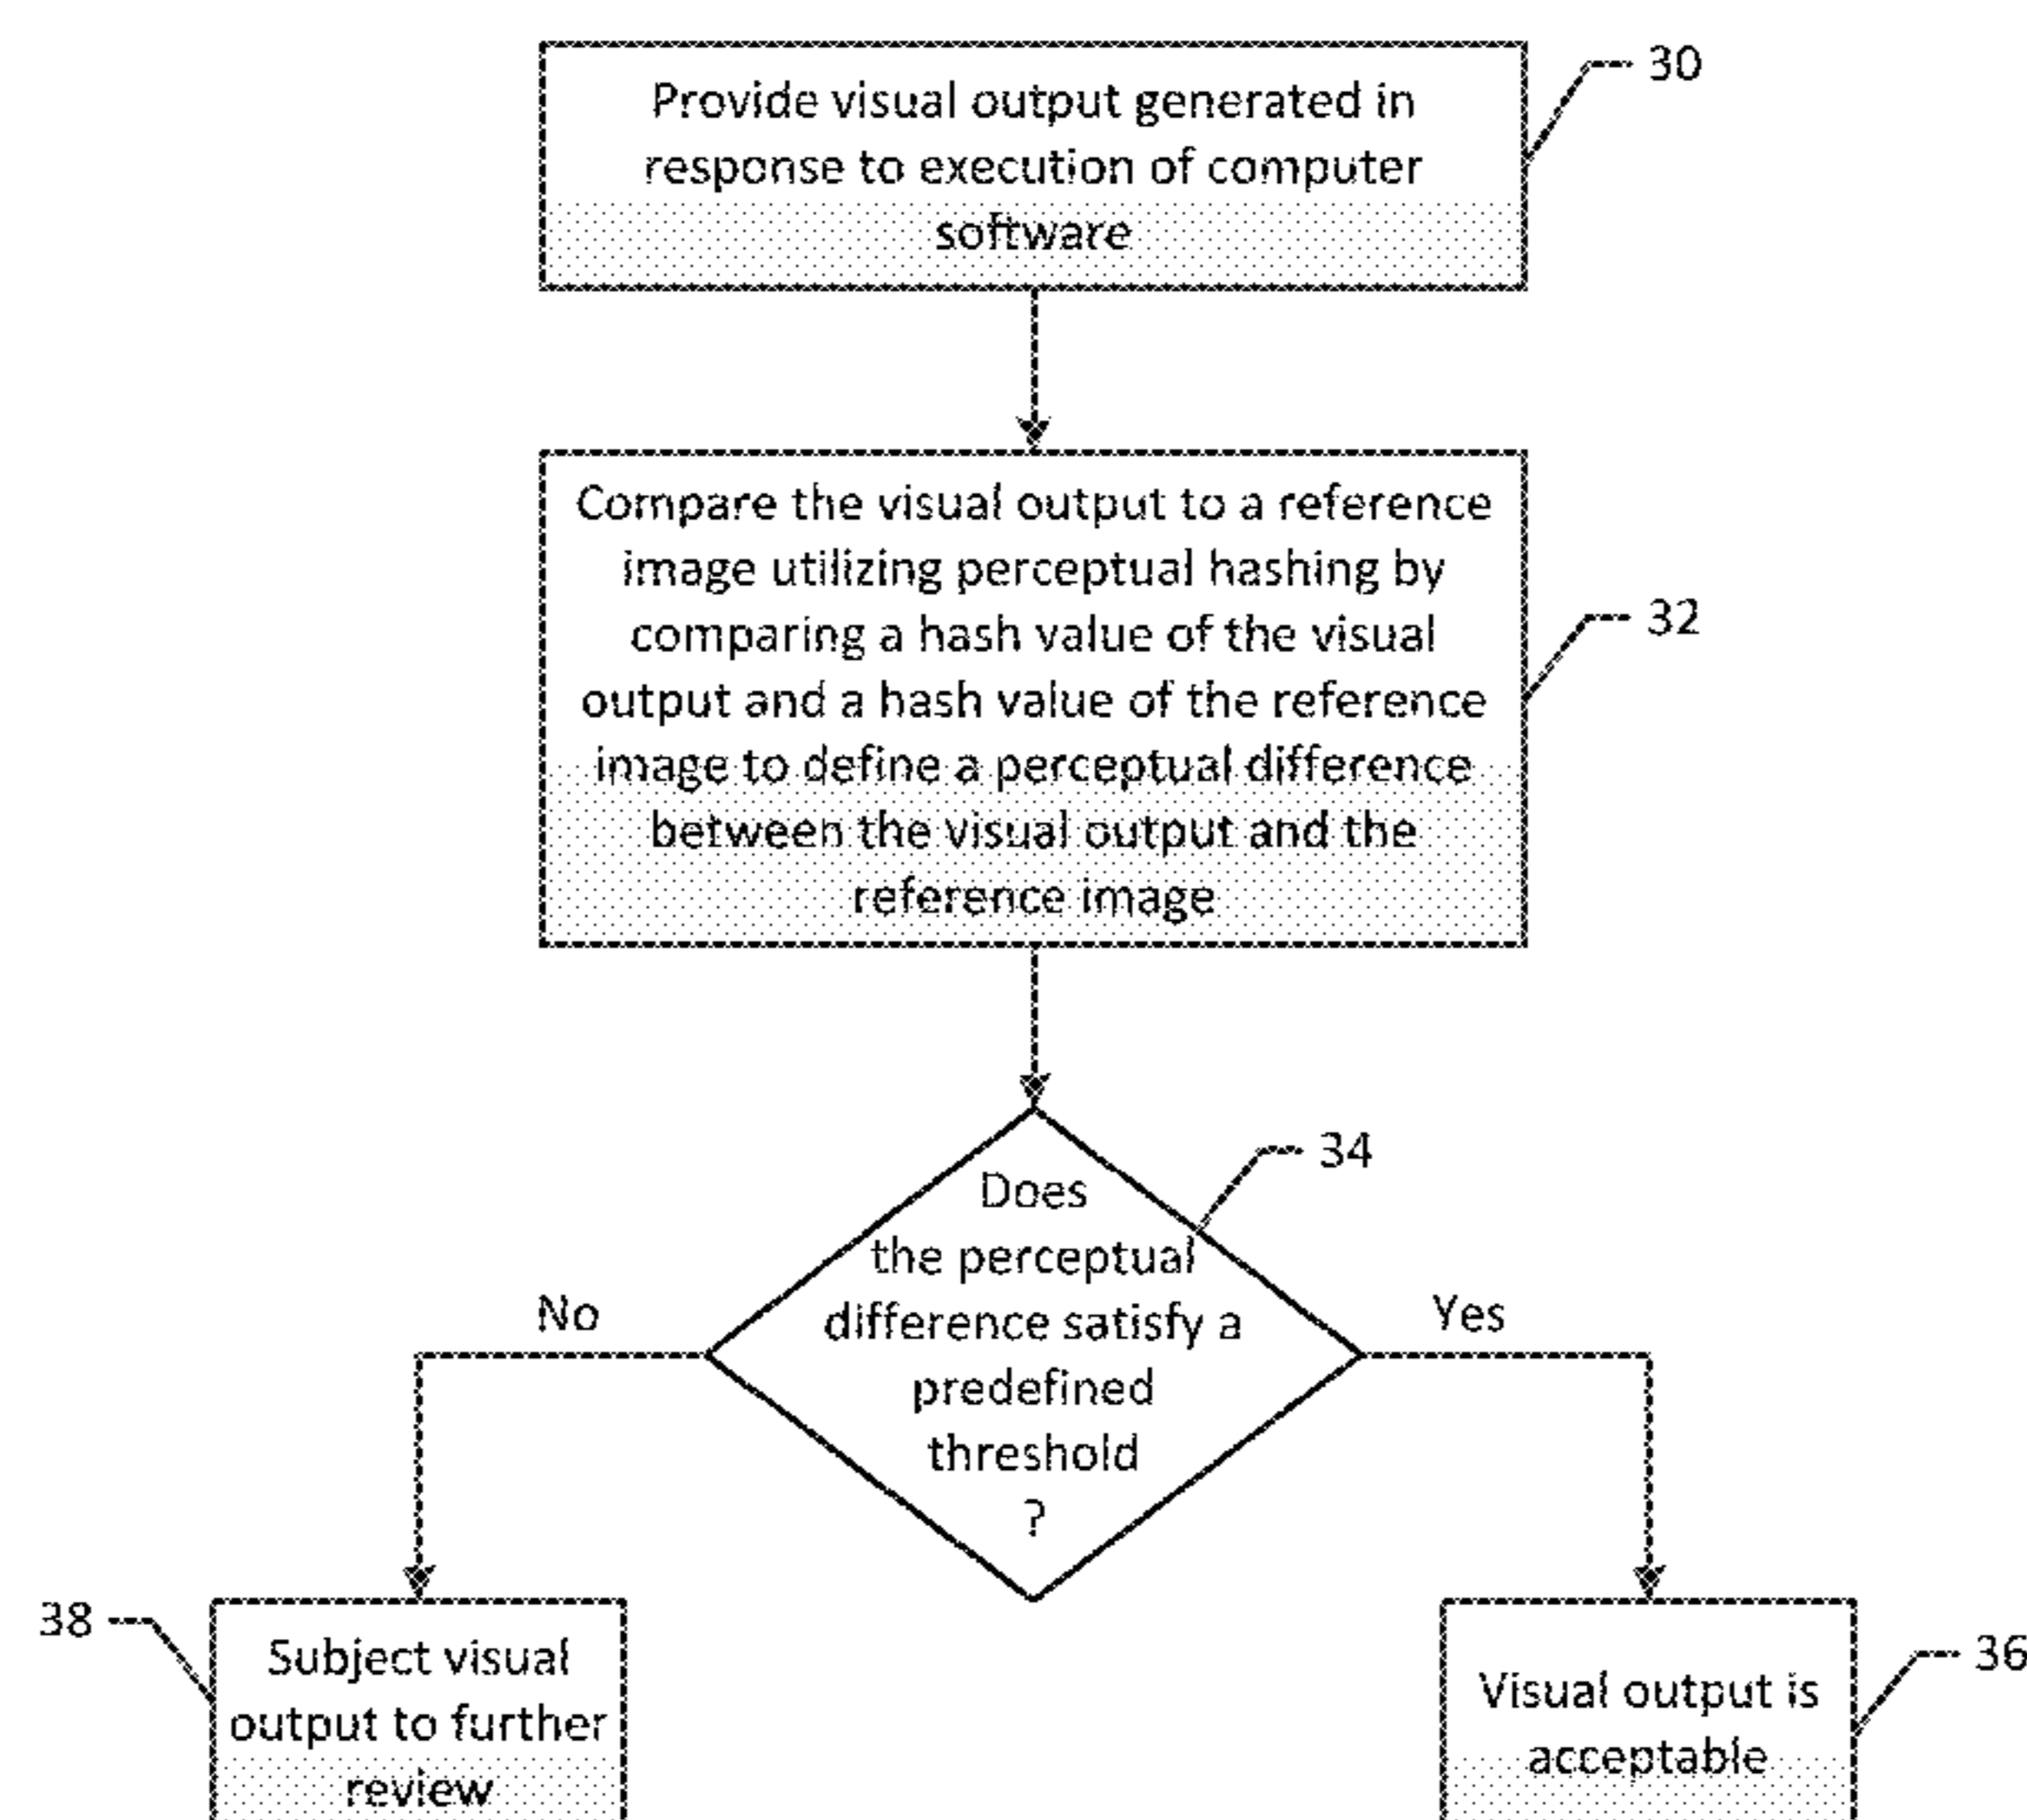 Provide visual output generated in
response to execution of computer
software
30
Compare the visual output to a reference
image utilizing perceptual hashing by
comparing a hash value of the visual
output and a hash value of the reference
image to define a perceptual difference
between the visual output and the
reference image
32
Does
the perceptual
difference satisfy a
predefined
threshold
?
34
No
Yes
38
Subject visual
output to further
review
Visual output is
acceptable
36